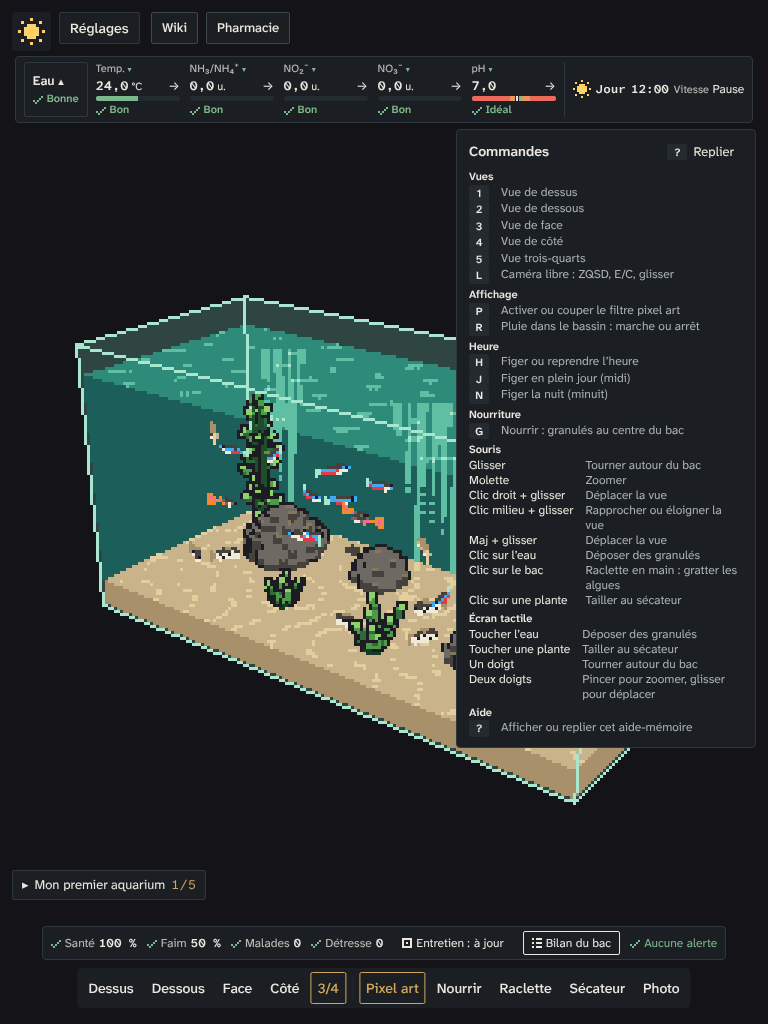 Réglages Wiki Pharmacie
Eau ▴
Bonne
Temp. ▾ NH₃/NH₄⁺ ▾ NO₂⁻ ▾ NO₃⁻ ▾ pH ▾
24,0 °C → 0,0 u. → 0,0 u. → 0,0 u. → 7,0 →
Bon Bon Bon Bon Idéal
Jour 12:00 Vitesse Pause
Commandes ? Replier
Vues
1 Vue de dessus
2 Vue de dessous
3 Vue de face
4 Vue de côté
5 Vue trois-quarts
L Caméra libre : ZQSD, E/C, glisser
Affichage
P Activer ou couper le filtre pixel art
R Pluie dans le bassin : marche ou arrêt
Heure
H Figer ou reprendre l'heure
J Figer en plein jour (midi)
N Figer la nuit (minuit)
Nourriture
G Nourrir : granulés au centre du bac
Souris
Glisser Tourner autour du bac
Molette Zoomer
Clic droit + glisser Déplacer la vue
Clic milieu + glisser Rapprocher ou éloigner la
vue
Maj + glisser Déplacer la vue
Clic sur l'eau Déposer des granulés
Clic sur le bac Raclette en main : gratter les
algues
Clic sur une plante Tailler au sécateur
Écran tactile
Toucher l'eau Déposer des granulés
Toucher une plante Tailler au sécateur
Un doigt Tourner autour du bac
Deux doigts Pincer pour zoomer, glisser
pour déplacer
Aide
? Afficher ou replier cet aide-mémoire
▸ Mon premier aquarium 1/5
Santé 100 % Faim 50 % Malades 0 Détresse 0 Entretien : à jour Bilan du bac Aucune alerte
Dessus Dessous Face Côté 3/4 Pixel art Nourrir Raclette Sécateur Photo